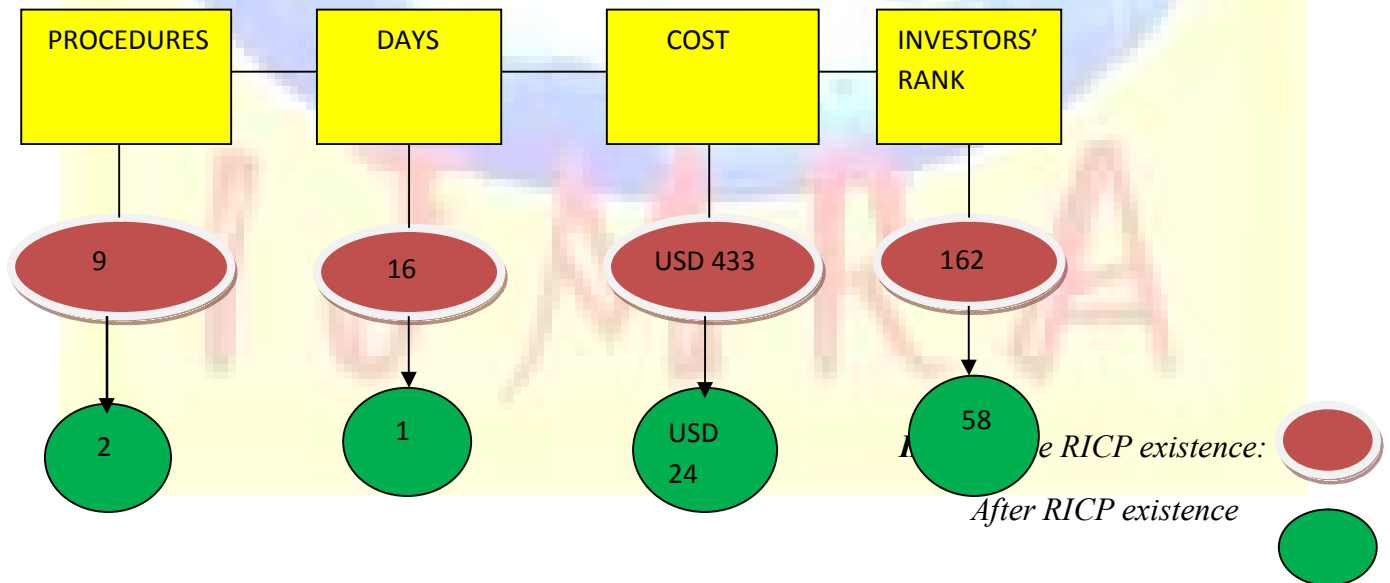 PROCEDURES
DAYS
COST
INVESTORS’
RANK
9
16
USD 433
162
2
1
USD
24
58
RICP existence:
After RICP existence
IJMRA